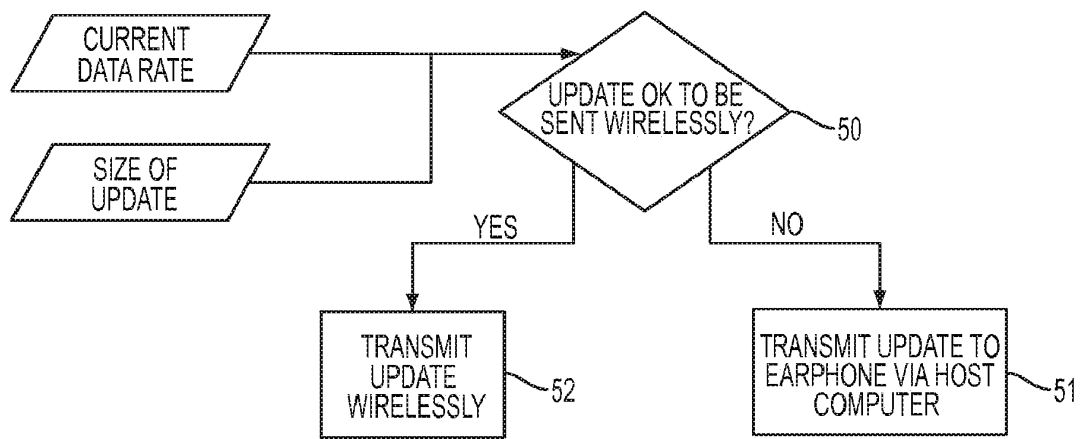 CURRENT
DATA RATE
UPDATE OK TO BE
SENT WIRELESSLY?
50
SIZE OF
UPDATE
YES
NO
TRANSMIT
UPDATE
WIRELESSLY
52
TRANSMIT UPDATE TO
EARPHONE VIA HOST
COMPUTER
51